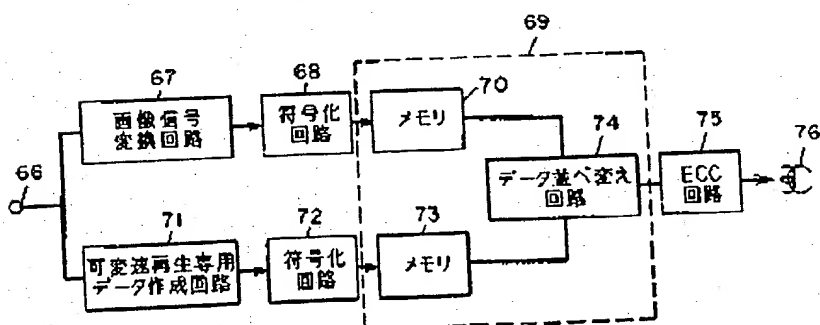 69
67
68
70
画像信号
変換回路
符号化
回路
メモリ
74
75
76
66
データ並べ変え
回路
ECC
回路
71
72
73
可変速再生専用
データ作成回路
符号化
回路
メモリ